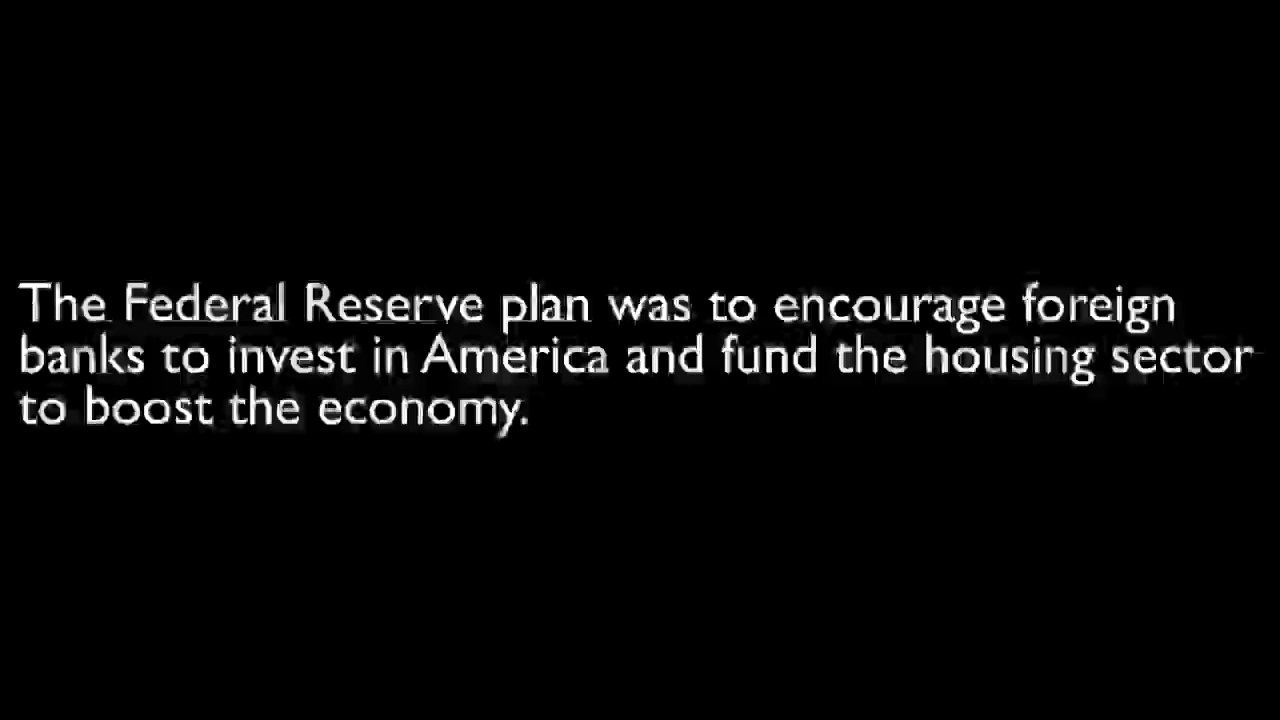 The Federal Reserve plan was to encourage foreign
banks to invest in America and fund the housing sector
to boost the economy.